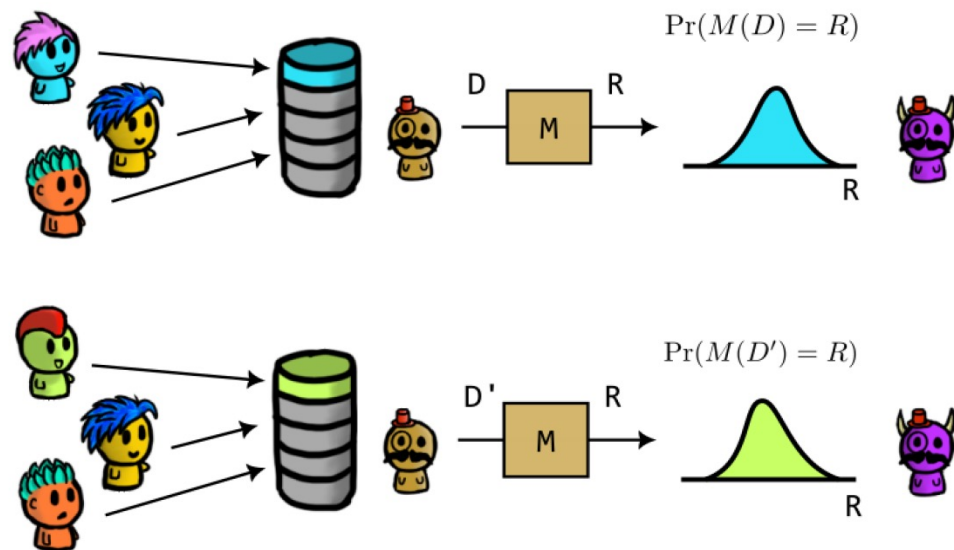 Pr(M(D) = R)
D
R
M
R
Pr(M(D′) = R)
D'
R
M
R